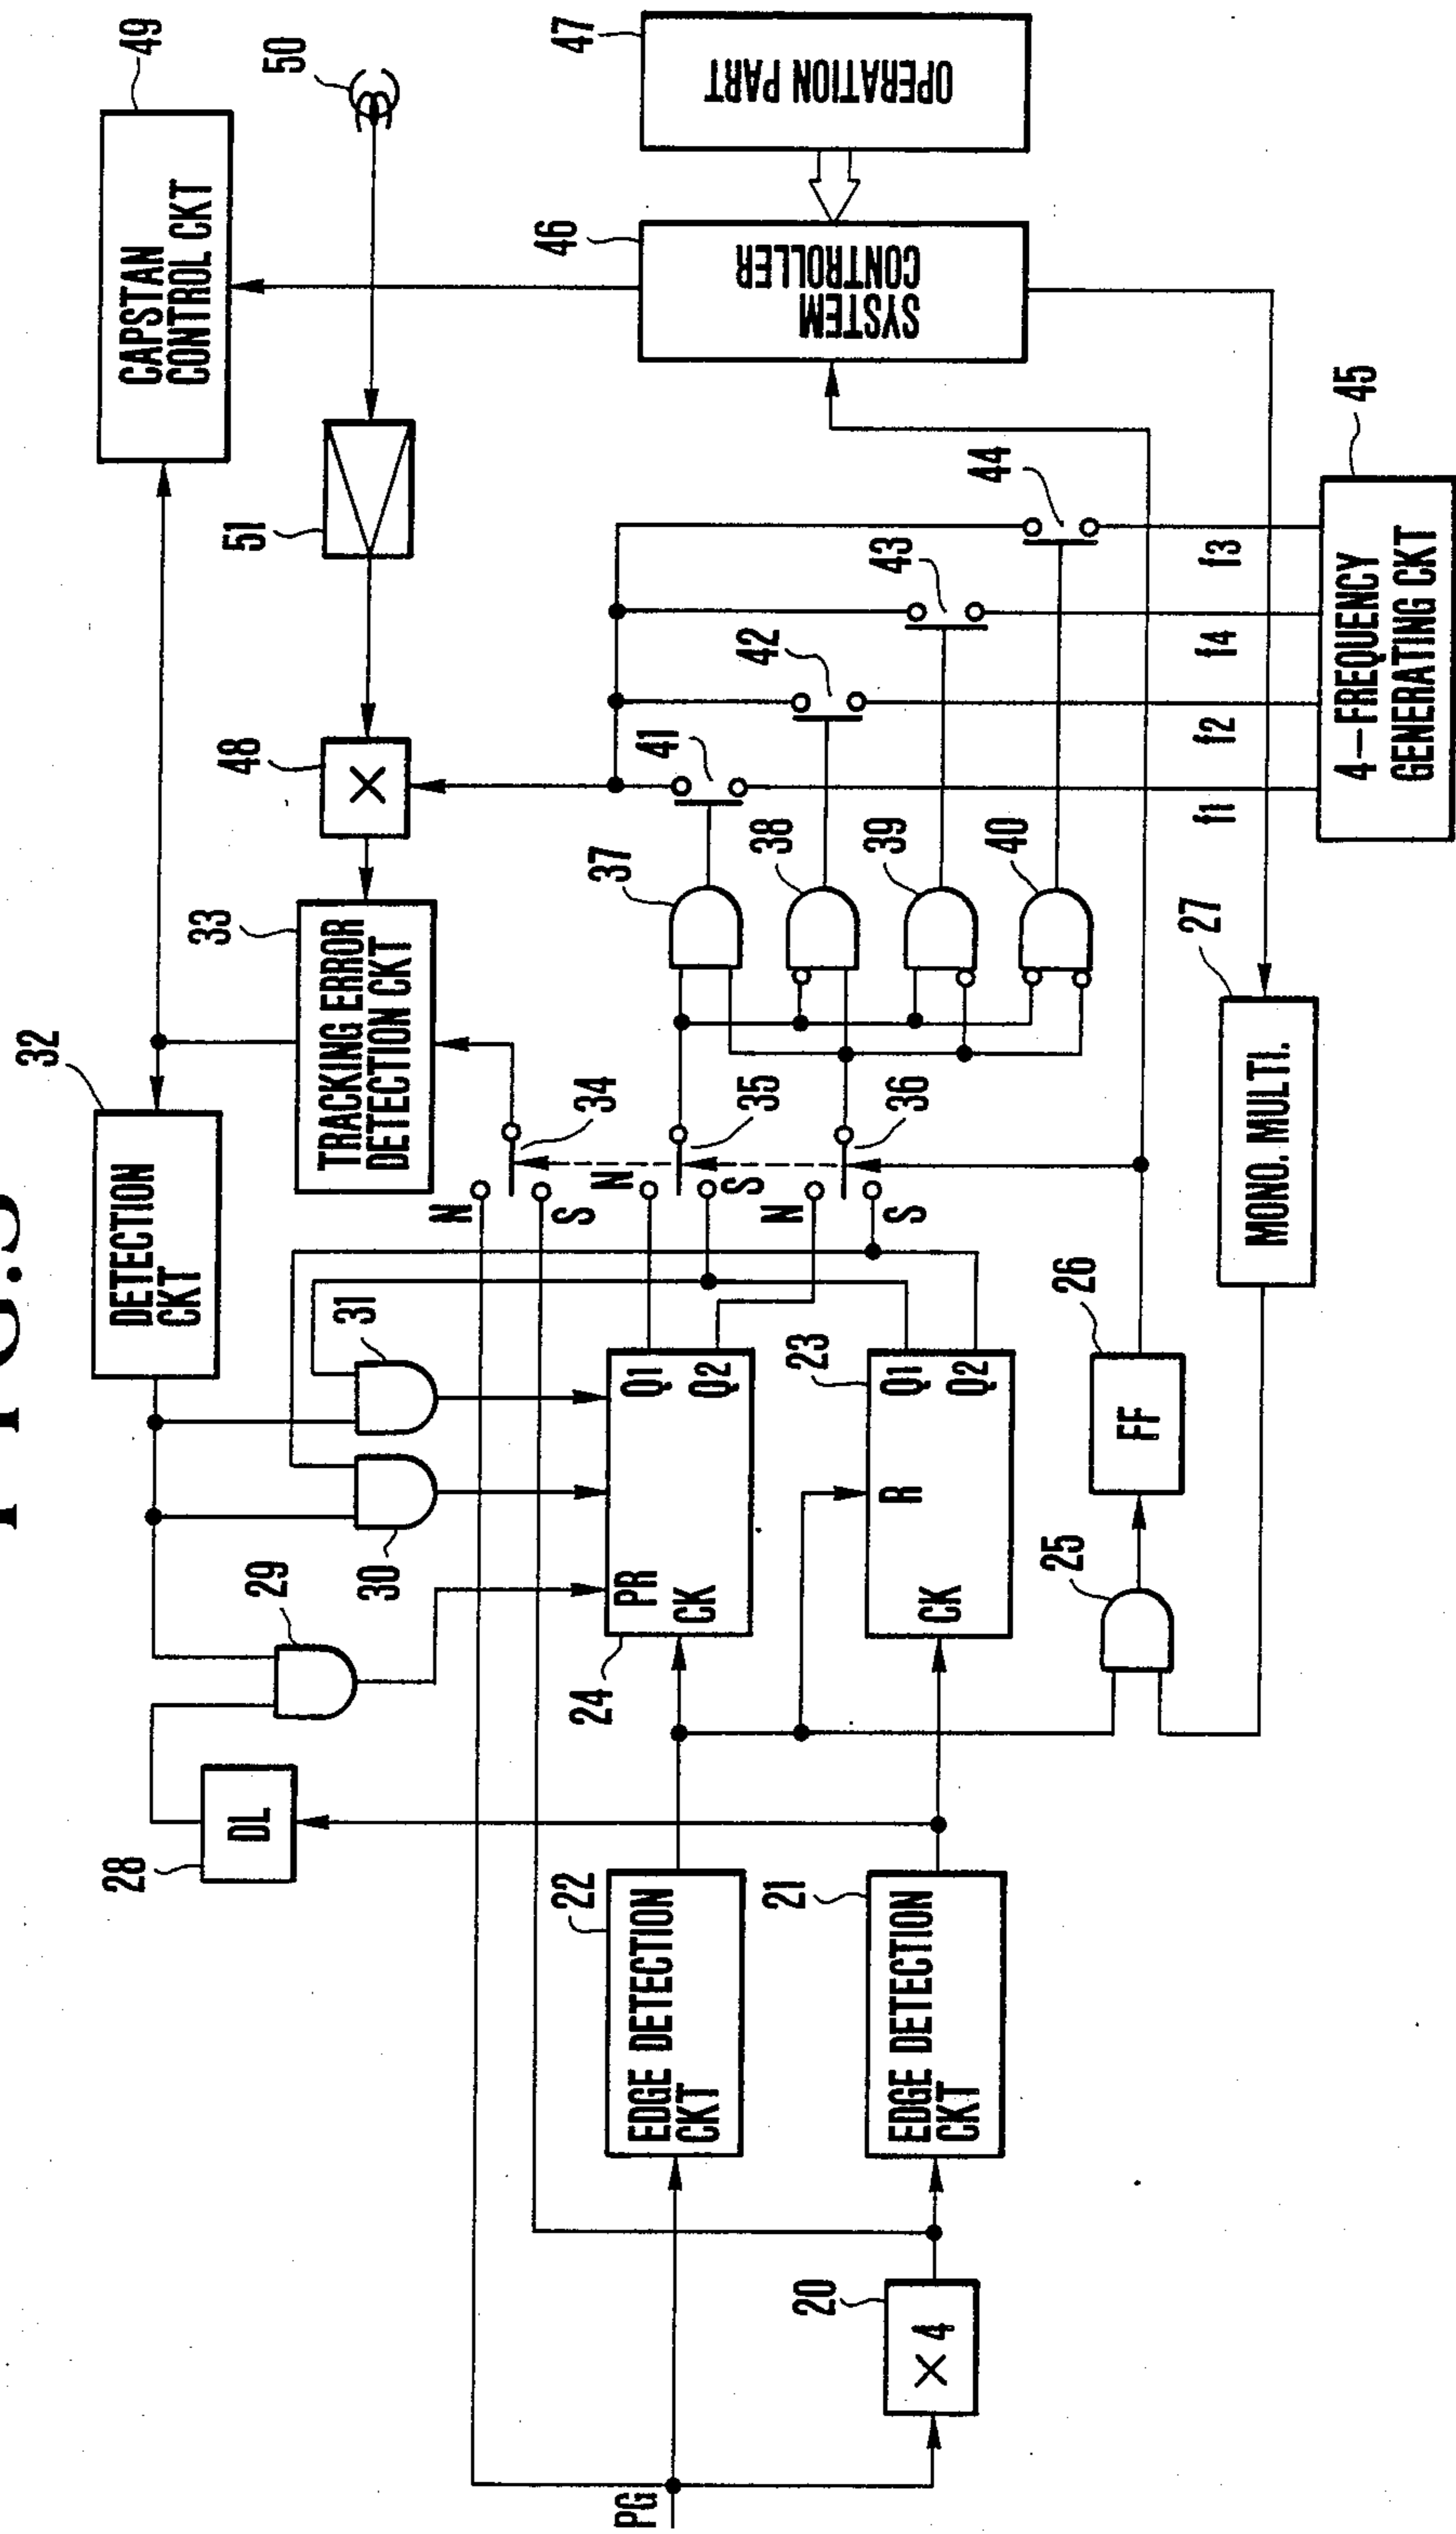 PG
× 4
20
EDGE DETECTION
CKT
22
EDGE DETECTION
CKT
21
DL
28
29
30
31
PR
CK
Q1
Q2
24
R
CK
Q1
Q2
23
25
FF
26
MONO. MULTI.
27
DETECTION
CKT
32
TRACKING ERROR
DETECTION CKT
33
N
S
34
N
S
35
N
S
36
37
38
39
40
41
42
43
44
f1
f2
f4
f3
4-FREQUENCY
GENERATING CKT
45
×
48
51
50
CAPSTAN
CONTROL CKT
49
SYSTEM
CONTROLLER
46
OPERATION PART
47